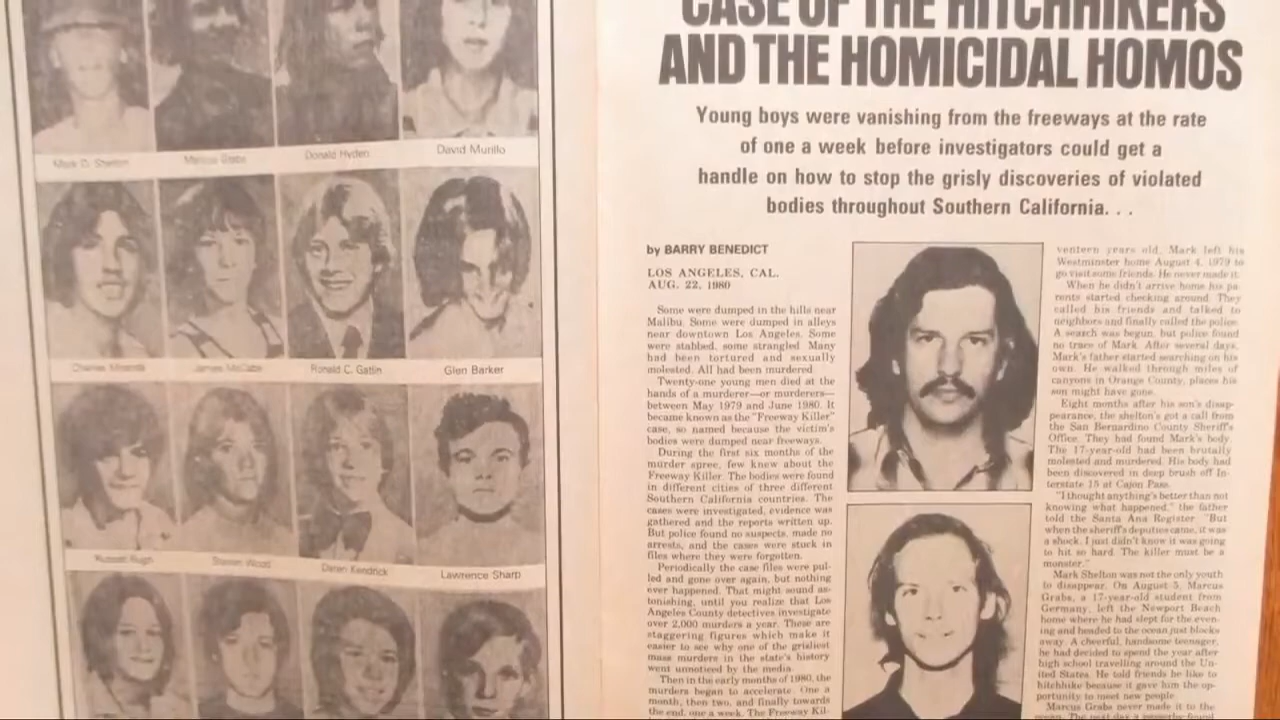 Mark D. Shelton
Marcus Grabs
Donald Hyden
David Murillo
Charles Miranda
James McCabe
Ronald C. Gatlin
Glen Barker
Russell Rugh
Steven Wood
Daren Kendrick
Lawrence Sharp
CASE OF THE HITCHHIKERS
AND THE HOMICIDAL HOMOS
Young boys were vanishing from the freeways at the rate
of one a week before investigators could get a
handle on how to stop the grisly discoveries of violated
bodies throughout Southern California. . .
by BARRY BENEDICT
LOS ANGELES, CAL.
AUG. 22, 1980
Some were dumped in the hills near
Malibu. Some were dumped in alleys
near downtown Los Angeles. Some
were stabbed, some strangled Many
had been tortured and sexually
molested. All had been murdered
Twenty-one young men died at the
hands of a murderer—or murderers—
between May 1979 and June 1980. It
became known as the "Freeway Killer"
case, so named because the victim's
bodies were dumped near freeways.
During the first six months of the
murder spree, few knew about the
Freeway Killer. The bodies were found
in different cities of three different
Southern California countries. The
cases were investigated, evidence was
gathered and the reports written up.
But police found no suspects, made no
arrests, and the cases were stuck in
files where they were forgotten.
Periodically the case files were pul-
led and gone over again, but nothing
ever happened. That might sound as-
tonishing, until you realize that Los
Angeles County detectives investigate
over 2,000 murders a year. These are
staggering figures which make it
easier to see why one of the grisliest
mass murders in the state's history
went unnoticed by the media.
Then in the early months of 1980, the
murders began to accelerate. One a
month, then two, and finally towards
the end, one a week. The Freeway Kil-
venteen years old, Mark left his
Westminster home August 4, 1979 to
go visit some friends. He never made it.
When he didn't arrive home his pa-
rents started checking around. They
called his friends and talked to
neighbors and finally called the police.
A search was begun, but police found
no trace of Mark. After several days,
Mark's father started searching on his
own. He walked through miles of
canyons in Orange County, places his
son might have gone.
Eight months after his son's disap-
pearance, the shelton's got a call from
the San Bernardino County Sheriff's
Office. They had found Mark's body.
The 17-year-old had been brutally
molested and murdered. His body had
been discovered in deep brush off In-
terstate 15 at Cajon Pass.
"I thought anything's better than not
knowing what happened," the father
told the Santa Ana Register. "But
when the sheriff's deputies came, it was
a shock. I just didn't know it was going
to hit so hard. The killer must be a
monster."
Mark Shelton was not the only youth
to disappear. On August 5, Marcus
Grabs, a 17-year-old student from
Germany, left the Newport Beach
home where he had slept for the even-
ing and headed to the ocean just blocks
away. A cheerful, handsome teenager,
he had decided to spend the year after
high school travelling around the Un-
ited States. He told friends he like to
hitchhike because it gave him the op-
portunity to meet new people.
Marcus Grabs never made it to the